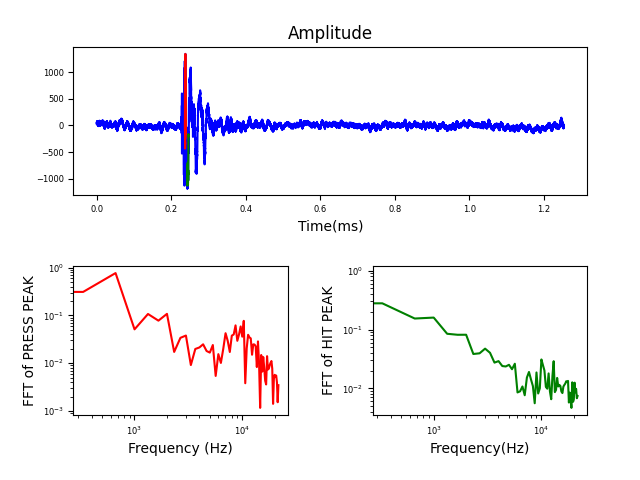 Amplitude
1000
500
0
−500
−1000
0.0 0.2 0.4 0.6 0.8 1.0 1.2
Time(ms)
FFT of PRESS PEAK
10⁰
10⁻¹
10⁻²
10⁻³
10³ 10⁴
Frequency (Hz)
FFT of HIT PEAK
10⁰
10⁻¹
10⁻²
10³ 10⁴
Frequency(Hz)